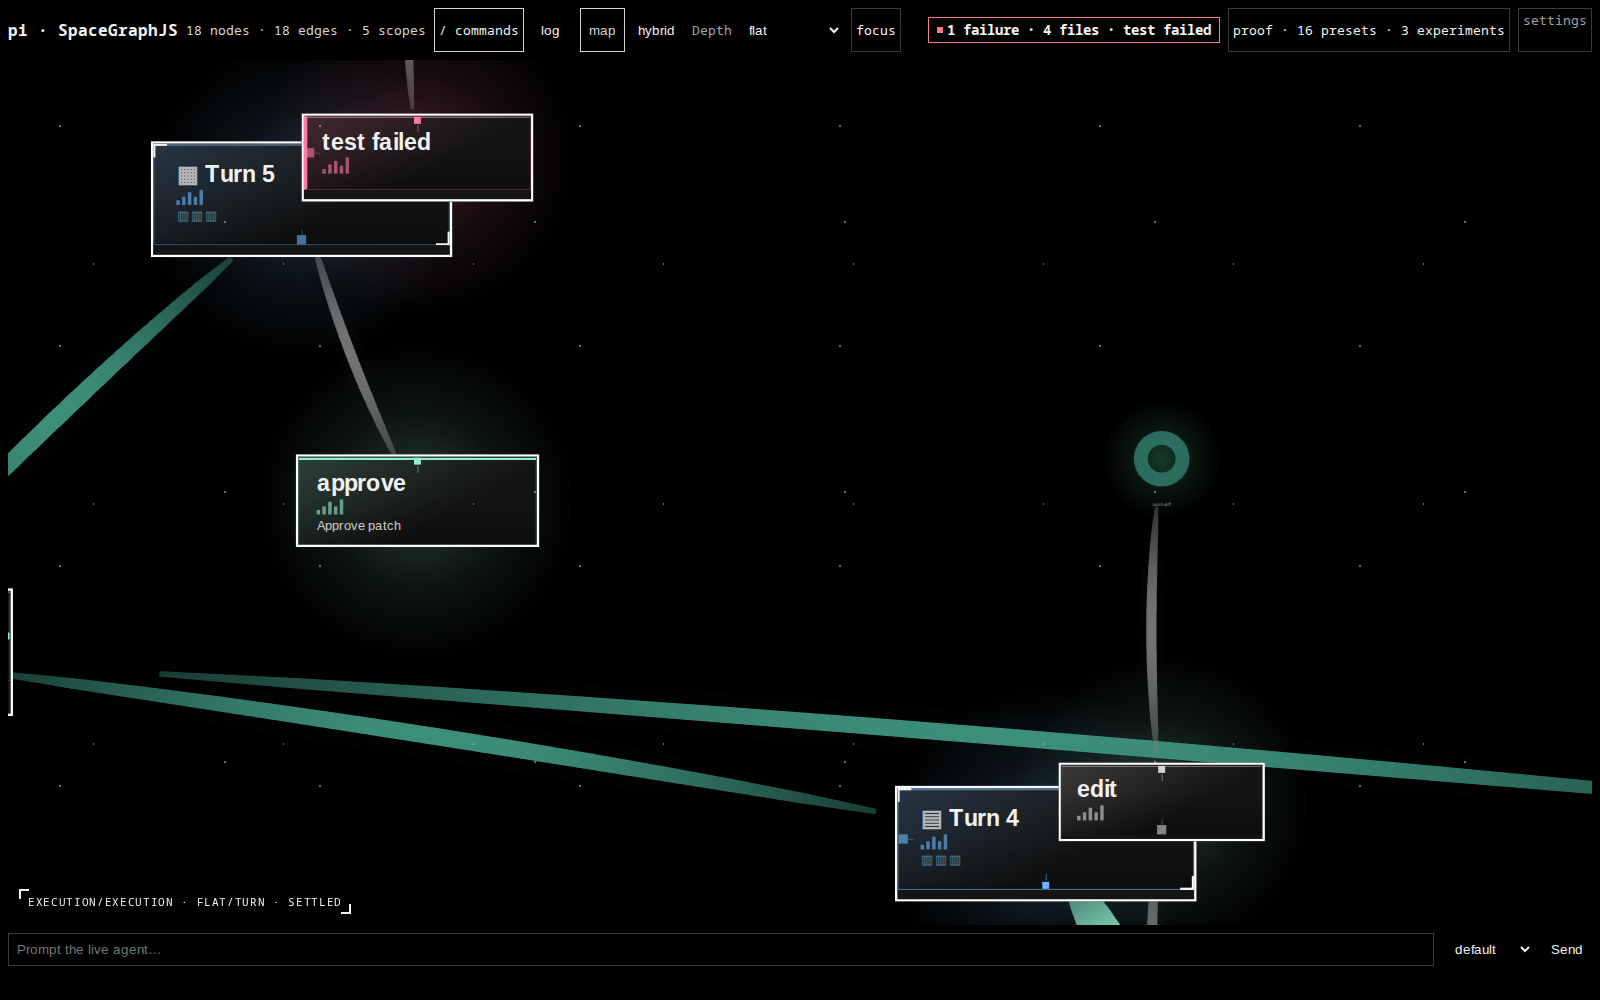 pi · SpaceGraphJS 18 nodes · 18 edges · 5 scopes / commands log map hybrid Depth flat focus 1 failure · 4 files · test failed proof · 16 presets · 3 experiments settings
test failed
Turn 5
approve
Approve patch
edit
Turn 4
EXECUTION/EXECUTION · FLAT/TURN · SETTLED
Prompt the live agent… default Send